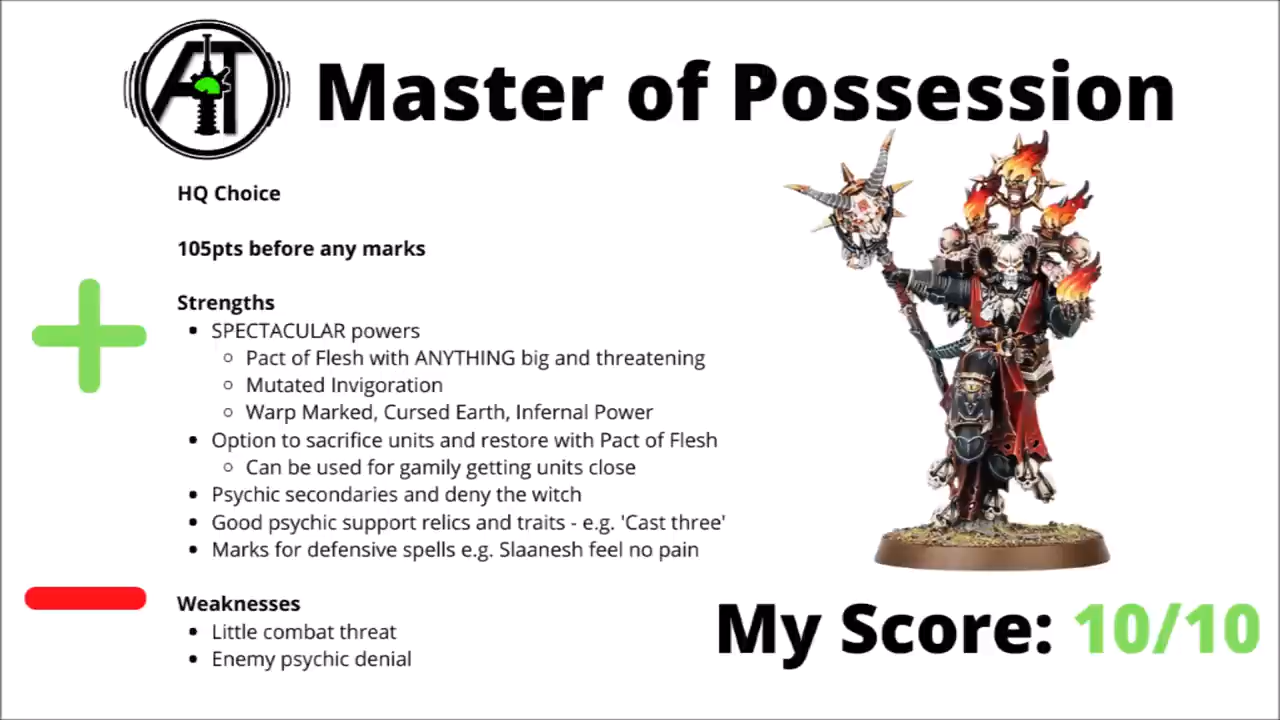 AT
Master of Possession
HQ Choice
105pts before any marks
Strengths
• SPECTACULAR powers
○ Pact of Flesh with ANYTHING big and threatening
○ Mutated Invigoration
○ Warp Marked, Cursed Earth, Infernal Power
• Option to sacrifice units and restore with Pact of Flesh
○ Can be used for gamily getting units close
• Psychic secondaries and deny the witch
• Good psychic support relics and traits - e.g. 'Cast three'
• Marks for defensive spells e.g. Slaanesh feel no pain
Weaknesses
• Little combat threat
• Enemy psychic denial
My Score: 10/10